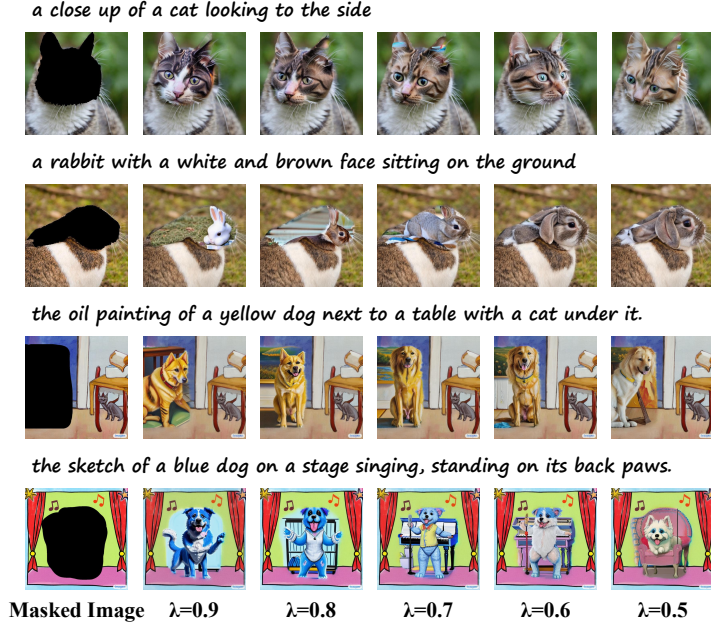 a close up of a cat looking to the side
a rabbit with a white and brown face sitting on the ground
the oil painting of a yellow dog next to a table with a cat under it.
the sketch of a blue dog on a stage singing, standing on its back paws.
Masked Image λ=0.9 λ=0.8 λ=0.7 λ=0.6 λ=0.5